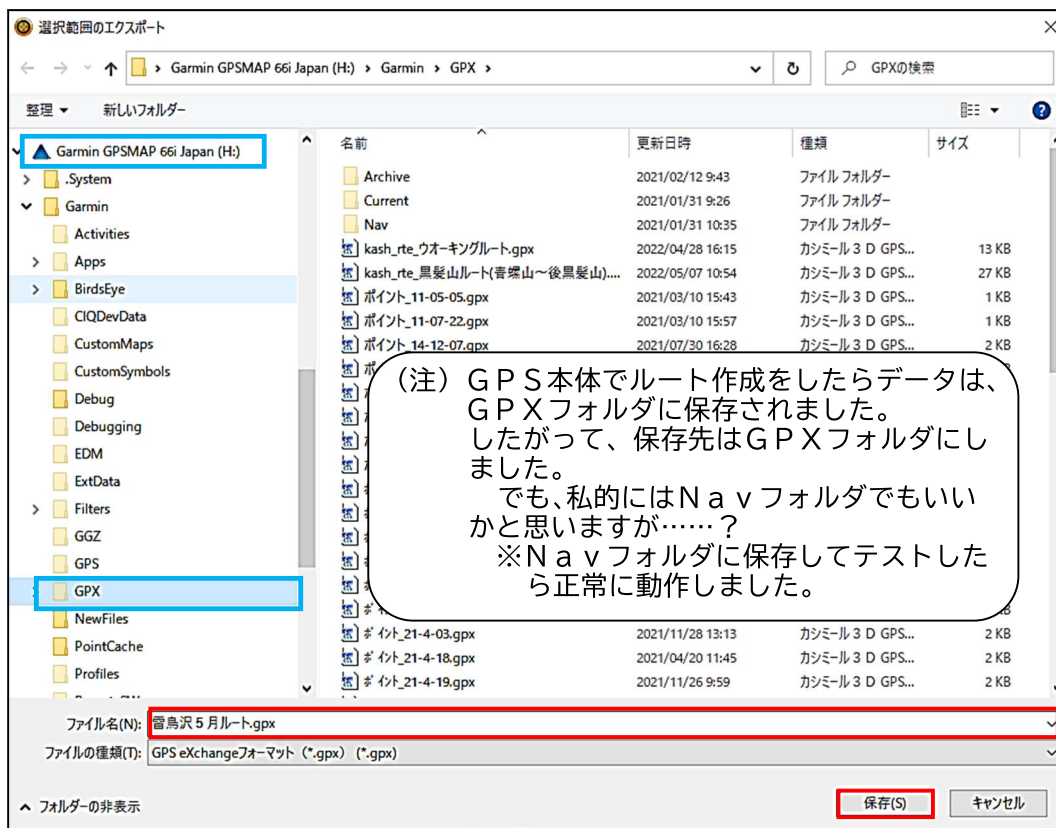 選択範囲のエクスポート
Garmin GPSMAP 66i Japan (H:) › Garmin › GPX ›
GPXの検索
整理 新しいフォルダー
Garmin GPSMAP 66i Japan (H:)
.System
Garmin
Activities
Apps
BirdsEye
CIQDevData
CustomMaps
CustomSymbols
Debug
Debugging
EDM
ExtData
Filters
GGZ
GPS
GPX
NewFiles
PointCache
Profiles
名前 更新日時 種類 サイズ
Archive 2021/02/12 9:43 ファイル フォルダー
Current 2021/01/31 9:26 ファイル フォルダー
Nav 2021/01/31 10:35 ファイル フォルダー
kash_rte_ウオーキングルート.gpx 2022/04/28 16:15 カシミール 3 D GPS... 13 KB
kash_rte_黒髪山ルート(青螺山～後黒髪山).... 2022/05/07 10:54 カシミール 3 D GPS... 27 KB
ポイント_11-05-05.gpx 2021/03/10 15:43 カシミール 3 D GPS... 1 KB
ポイント_11-07-22.gpx 2021/03/10 15:57 カシミール 3 D GPS... 1 KB
ポイント_14-12-07.gpx 2021/07/30 16:28 カシミール 3 D GPS... 2 KB
（注）ＧＰＳ本体でルート作成をしたらデータは、
ＧＰＸフォルダに保存されました。
したがって、保存先はＧＰＸフォルダにし
ました。
でも、私的にはＮａｖフォルダでもいい
かと思いますが……？
※Ｎａｖフォルダに保存してテストした
ら正常に動作しました。
ﾎﾟｲﾝﾄ_21-4-03.gpx 2021/11/28 13:13 カシミール 3 D GPS... 2 KB
ﾎﾟｲﾝﾄ_21-4-18.gpx 2021/04/20 11:45 カシミール 3 D GPS... 2 KB
ﾎﾟｲﾝﾄ_21-4-19.gpx 2021/11/26 9:59 カシミール 3 D GPS... 2 KB
ファイル名(N): 雷鳥沢５月ルート.gpx
ファイルの種類(T): GPS eXchangeフォーマット（*.gpx） (*.gpx)
フォルダーの非表示
保存(S) キャンセル